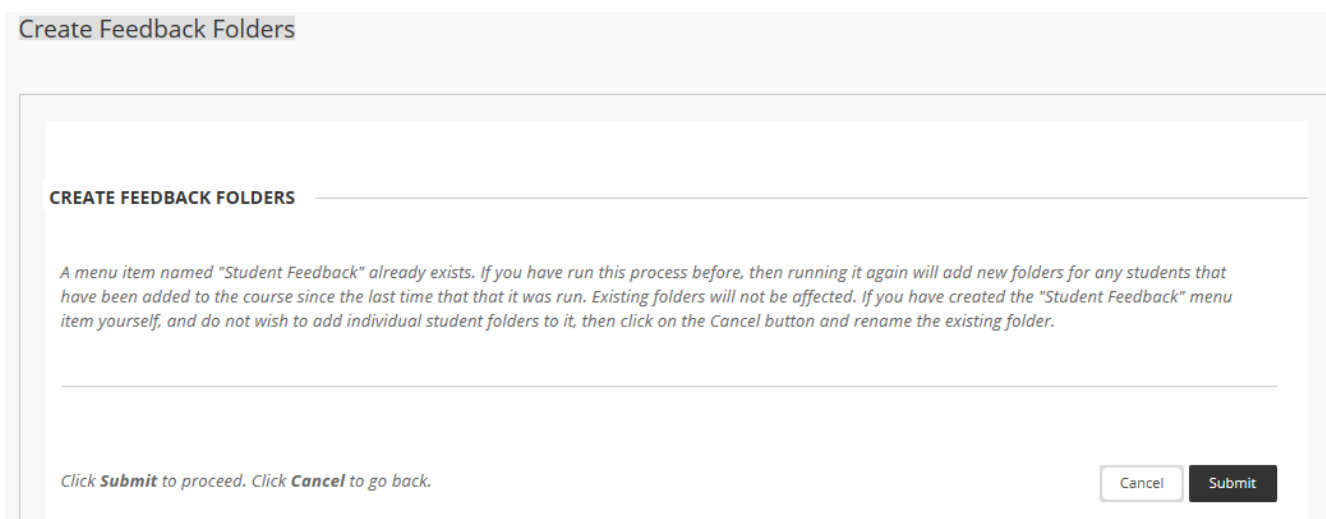 Create Feedback Folders
CREATE FEEDBACK FOLDERS
A menu item named "Student Feedback" already exists. If you have run this process before, then running it again will add new folders for any students that
have been added to the course since the last time that that it was run. Existing folders will not be affected. If you have created the "Student Feedback" menu
item yourself, and do not wish to add individual student folders to it, then click on the Cancel button and rename the existing folder.
Click Submit to proceed. Click Cancel to go back.
Cancel Submit